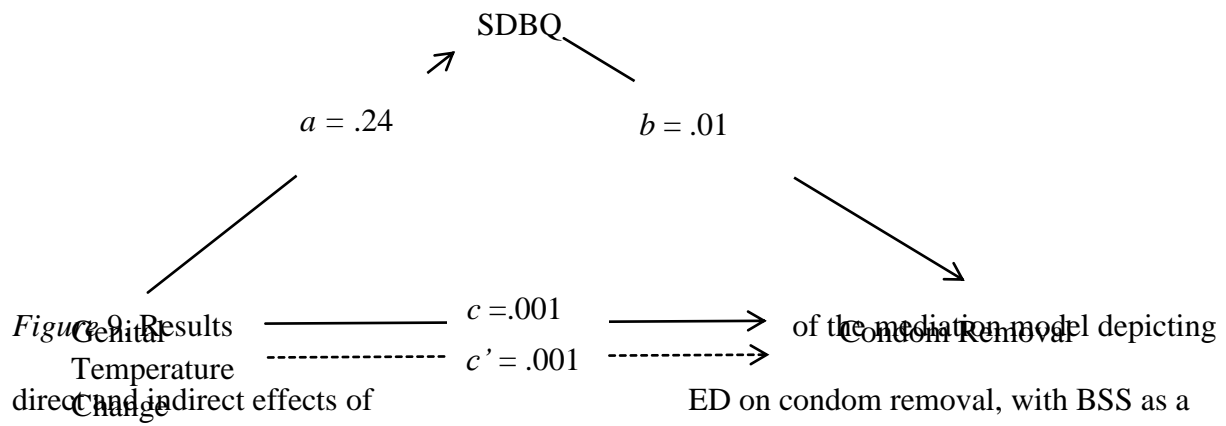 SDBQ
a = .24
b = .01
c =.001
c’ = .001
Genital
Temperature
Change
Condom Removal
Figure 9. Results of the mediation model depicting
direct and indirect effects of ED on condom removal, with BSS as a